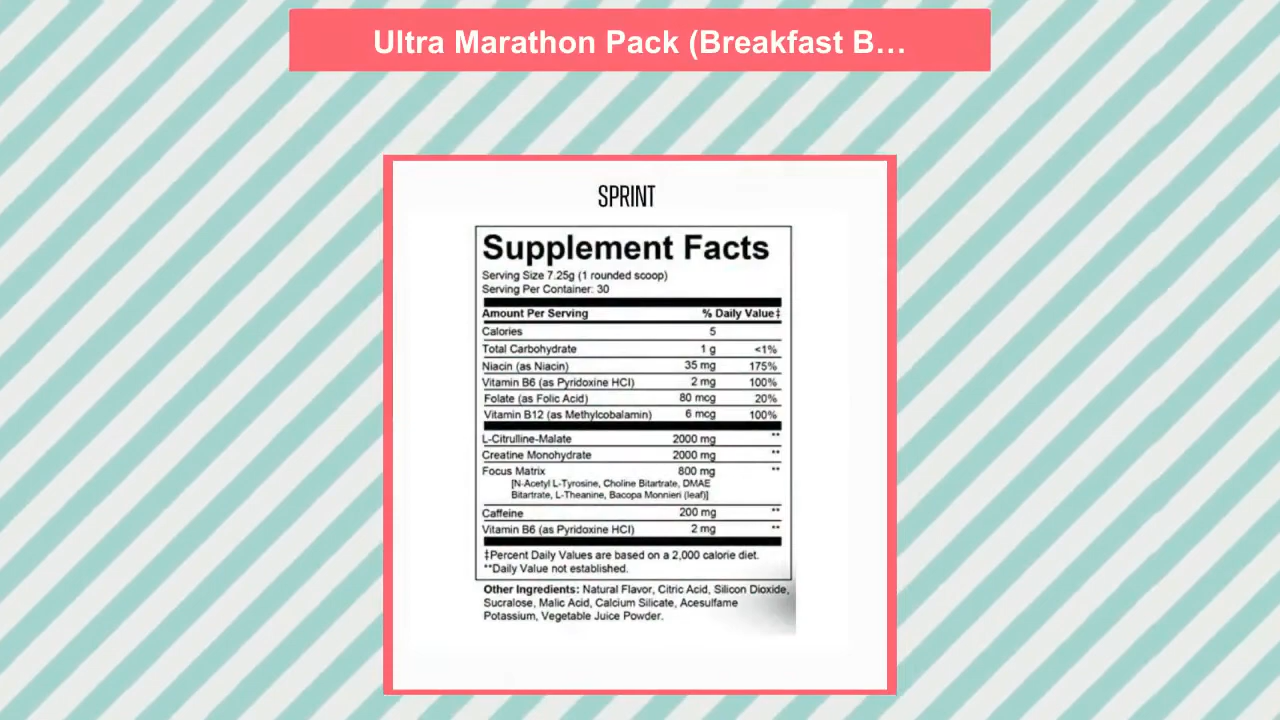 Ultra Marathon Pack (Breakfast B...
SPRINT
Supplement Facts
Serving Size 7.25g (1 rounded scoop)
Serving Per Container: 30
Amount Per Serving % Daily Value‡
Calories 5
Total Carbohydrate 1 g <1%
Niacin (as Niacin) 35 mg 175%
Vitamin B6 (as Pyridoxine HCI) 2 mg 100%
Folate (as Folic Acid) 80 mcg 20%
Vitamin B12 (as Methylcobalamin) 6 mcg 100%
L-Citrulline-Malate 2000 mg **
Creatine Monohydrate 2000 mg **
Focus Matrix 800 mg **
[N-Acetyl L-Tyrosine, Choline Bitartrate, DMAE
Bitartrate, L-Theanine, Bacopa Monnieri (leaf)]
Caffeine 200 mg **
Vitamin B6 (as Pyridoxine HCI) 2 mg **
‡Percent Daily Values are based on a 2,000 calorie diet.
**Daily Value not established.
Other Ingredients: Natural Flavor, Citric Acid, Silicon Dioxide,
Sucralose, Malic Acid, Calcium Silicate, Acesulfame
Potassium, Vegetable Juice Powder.